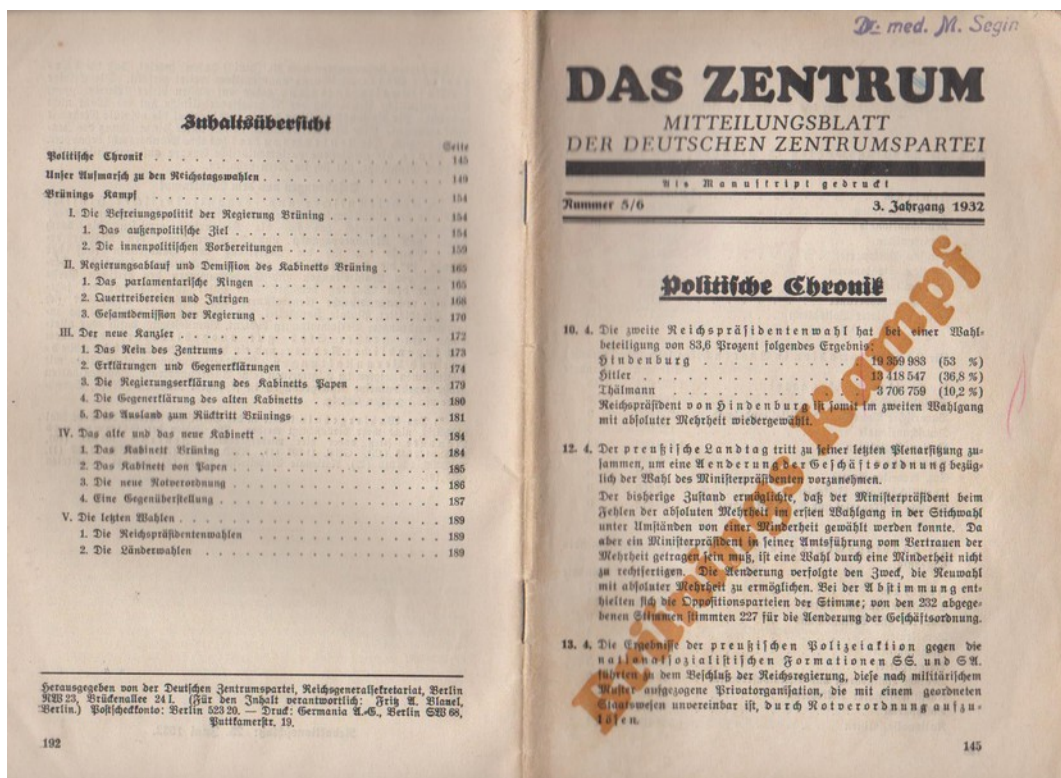 Inhaltsübersicht
Seite
Politische Chronik . . . . . . . . . . 145
Unser Aufmarsch zu den Reichstagswahlen . . . . . . . . . . 149
Brünings Kampf . . . . . . . . . . 154
I. Die Befreiungspolitik der Regierung Brüning . . . . . . . . . . 154
1. Das außenpolitische Ziel . . . . . . . . . . 154
2. Die innenpolitischen Vorbereitungen . . . . . . . . . . 159
II. Regierungsablauf und Demission des Kabinetts Brüning . . . . . 165
1. Das parlamentarische Ringen . . . . . . . . . . 165
2. Quertreibereien und Intrigen . . . . . . . . . . 168
3. Gesamtdemission der Regierung . . . . . . . . . . 170
III. Der neue Kanzler . . . . . . . . . . 172
1. Das Nein des Zentrums . . . . . . . . . . 173
2. Erklärungen und Gegenerklärungen . . . . . . . . . . 174
3. Die Regierungserklärung des Kabinetts Papen . . . . . . . . . . 179
4. Die Gegenerklärung des alten Kabinetts . . . . . . . . . . 180
5. Das Ausland zum Rücktritt Brünings . . . . . . . . . . 181
IV. Das alte und das neue Kabinett . . . . . . . . . . 184
1. Das Kabinett Brüning . . . . . . . . . . 184
2. Das Kabinett von Papen . . . . . . . . . . 185
3. Die neue Notverordnung . . . . . . . . . . 186
4. Eine Gegenüberstellung . . . . . . . . . . 187
V. Die letzten Wahlen . . . . . . . . . . 189
1. Die Reichspräsidentenwahlen . . . . . . . . . . 189
2. Die Länderwahlen . . . . . . . . . . 189
Herausgegeben von der Deutschen Zentrumspartei, Reichsgeneralsekretariat, Berlin
NW 23, Brückenallee 24 I. (Für den Inhalt verantwortlich: Fritz A. Blanel,
Berlin.) Postscheckkonto: Berlin 523 20. — Druck: Germania A.-G., Berlin SW 68,
Puttkamerstr. 19.
192
Dr. med. M. Segin
DAS ZENTRUM
MITTEILUNGSBLATT
DER DEUTSCHEN ZENTRUMSPARTEI
Als Manuskript gedruckt
Nummer 5/6 3. Jahrgang 1932
Brünings Kampf
Politische Chronik
10. 4. Die zweite Reichspräsidentenwahl hat bei einer Wahl-
beteiligung von 83,6 Prozent folgendes Ergebnis:
Hindenburg . . . . . . . . 19 359 983 (53 %)
Hitler . . . . . . . . 13 418 547 (36,8 %)
Thälmann . . . . . . . . 3 706 759 (10,2 %)
Reichspräsident von Hindenburg ist somit im zweiten Wahlgang
mit absoluter Mehrheit wiedergewählt.
12. 4. Der preußische Landtag tritt zu seiner letzten Plenarsitzung zu-
sammen, um eine Aenderung der Geschäftsordnung bezüg-
lich der Wahl des Ministerpräsidenten vorzunehmen.
Der bisherige Zustand ermöglichte, daß der Ministerpräsident beim
Fehlen der absoluten Mehrheit im ersten Wahlgang in der Stichwahl
unter Umständen von einer Minderheit gewählt werden konnte. Da
aber ein Ministerpräsident in seiner Amtsführung vom Vertrauen der
Mehrheit getragen sein muß, ist eine Wahl durch eine Minderheit nicht
zu rechtfertigen. Die Aenderung verfolgte den Zweck, die Neuwahl
mit absoluter Mehrheit zu ermöglichen. Bei der Abstimmung ent-
hielten sich die Oppositionsparteien der Stimme; von den 232 abgege-
benen Stimmen stimmten 227 für die Aenderung der Geschäftsordnung.
13. 4. Die Ergebnisse der preußischen Polizeiaktion gegen die
nationalsozialistischen Formationen SS. und SA.
führten zu dem Beschluß der Reichsregierung, diese nach militärischem
Muster aufgezogene Privatorganisation, die mit einem geordneten
Staatswesen unvereinbar ist, durch Notverordnung aufzu-
lösen.
145